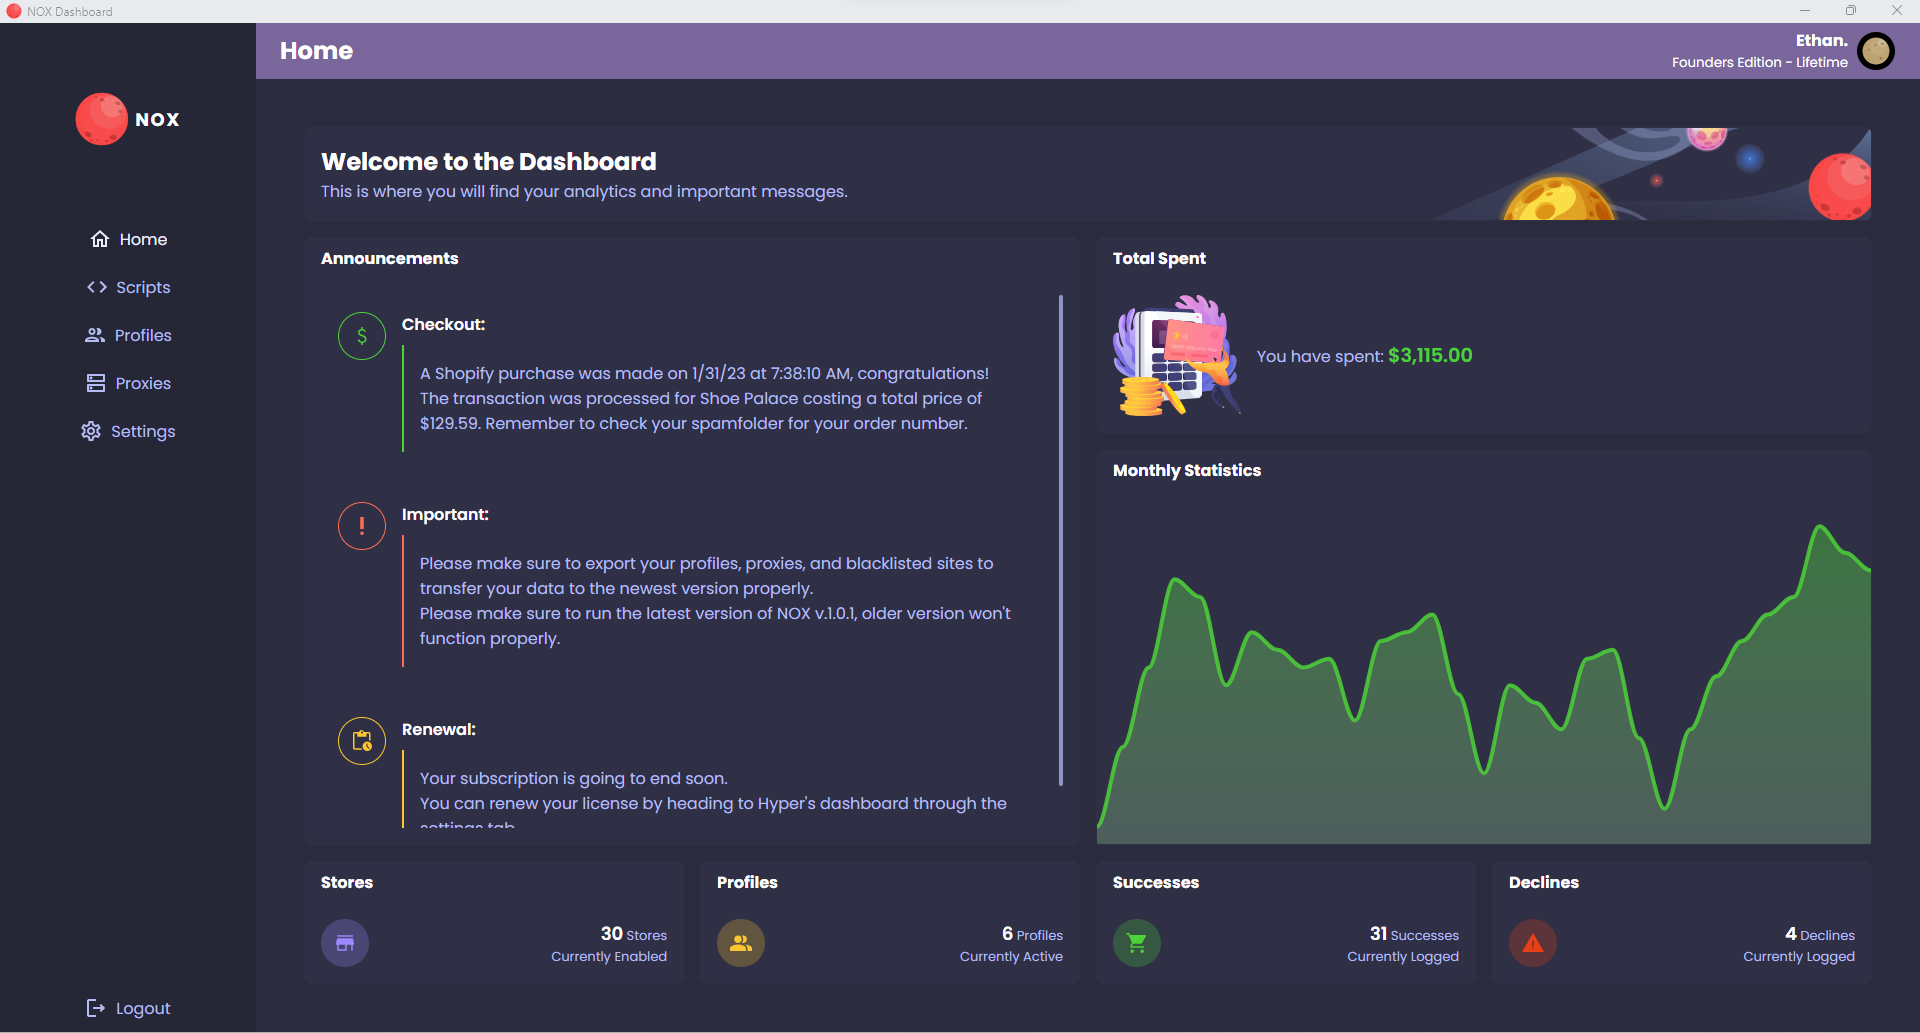 NOX Dashboard
Home
Ethan.
Founders Edition - Lifetime
NOX
Home
Scripts
Profiles
Proxies
Settings
Logout
Welcome to the Dashboard
This is where you will find your analytics and important messages.
Announcements
Checkout:
A Shopify purchase was made on 1/31/23 at 7:38:10 AM, congratulations!
The transaction was processed for Shoe Palace costing a total price of
$129.59. Remember to check your spamfolder for your order number.
Important:
Please make sure to export your profiles, proxies, and blacklisted sites to
transfer your data to the newest version properly.
Please make sure to run the latest version of NOX v.1.0.1, older version won't
function properly.
Renewal:
Your subscription is going to end soon.
You can renew your license by heading to Hyper's dashboard through the
settings tab.
Total Spent
You have spent: $3,115.00
Monthly Statistics
Stores
30 Stores
Currently Enabled
Profiles
6 Profiles
Currently Active
Successes
31 Successes
Currently Logged
Declines
4 Declines
Currently Logged